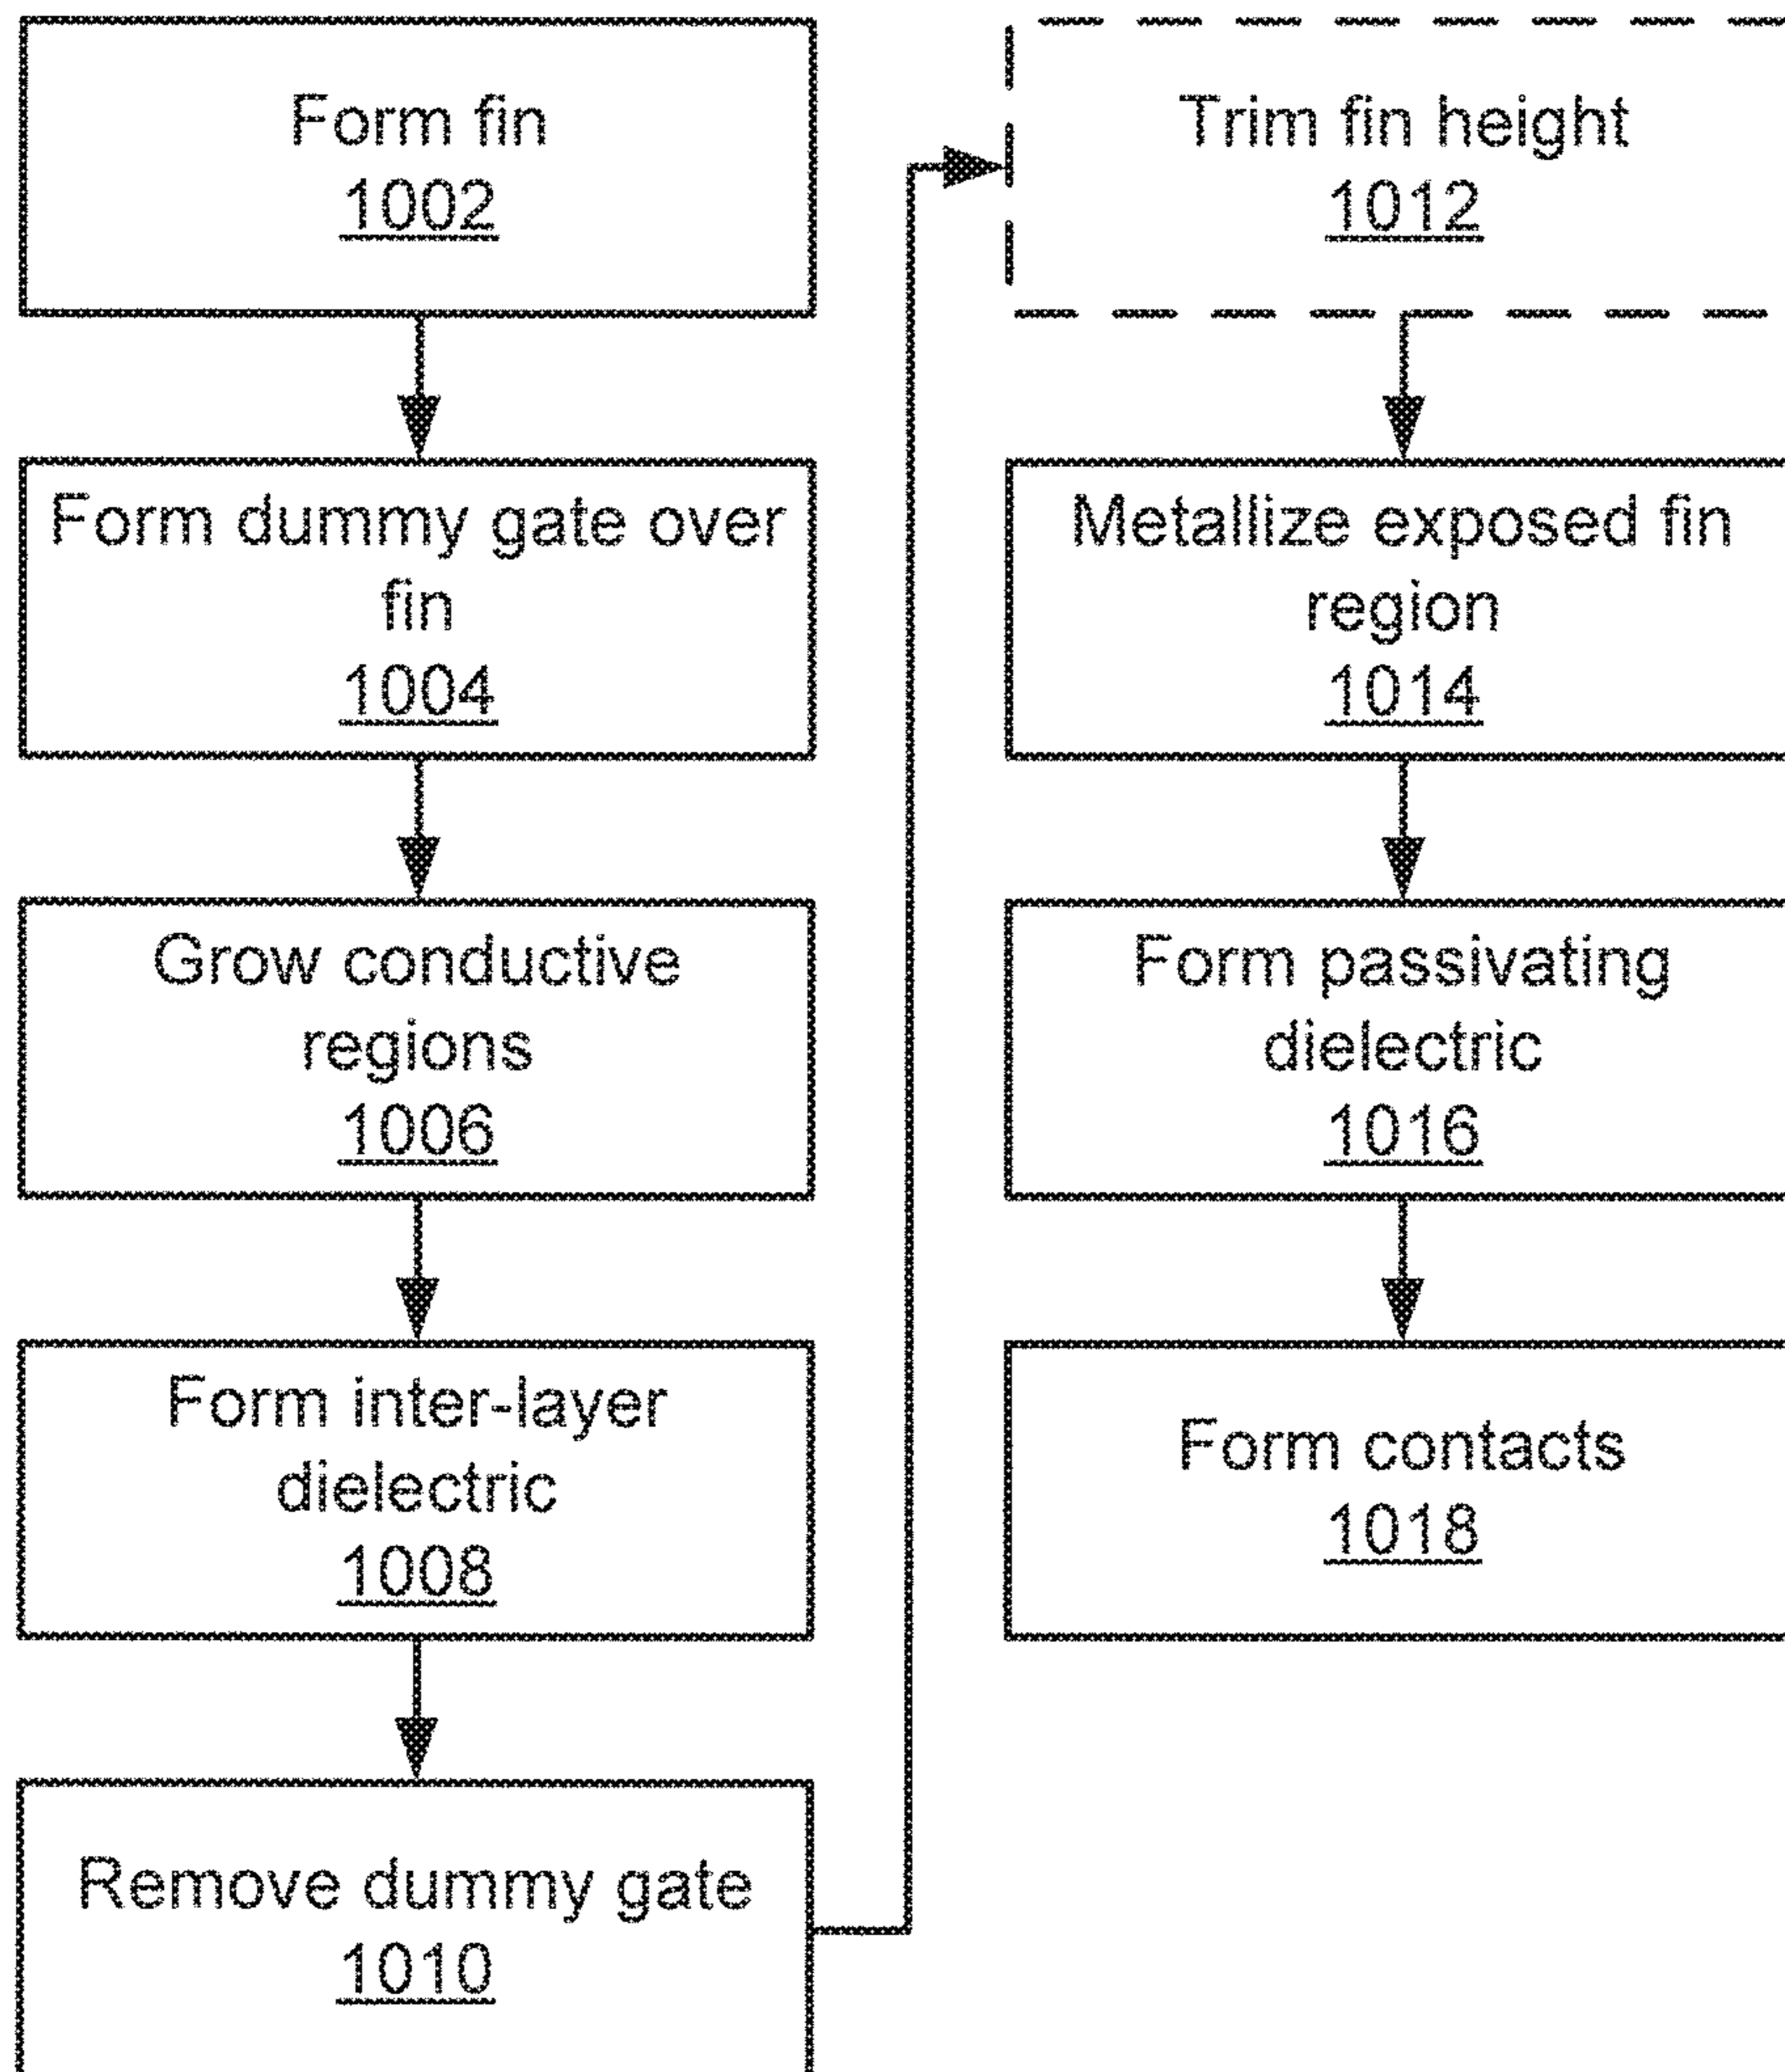 Form fin
1002
Form dummy gate over
fin
1004
Grow conductive
regions
1006
Form inter-layer
dielectric
1008
Remove dummy gate
1010
Trim fin height
1012
Metallize exposed fin
region
1014
Form passivating
dielectric
1016
Form contacts
1018